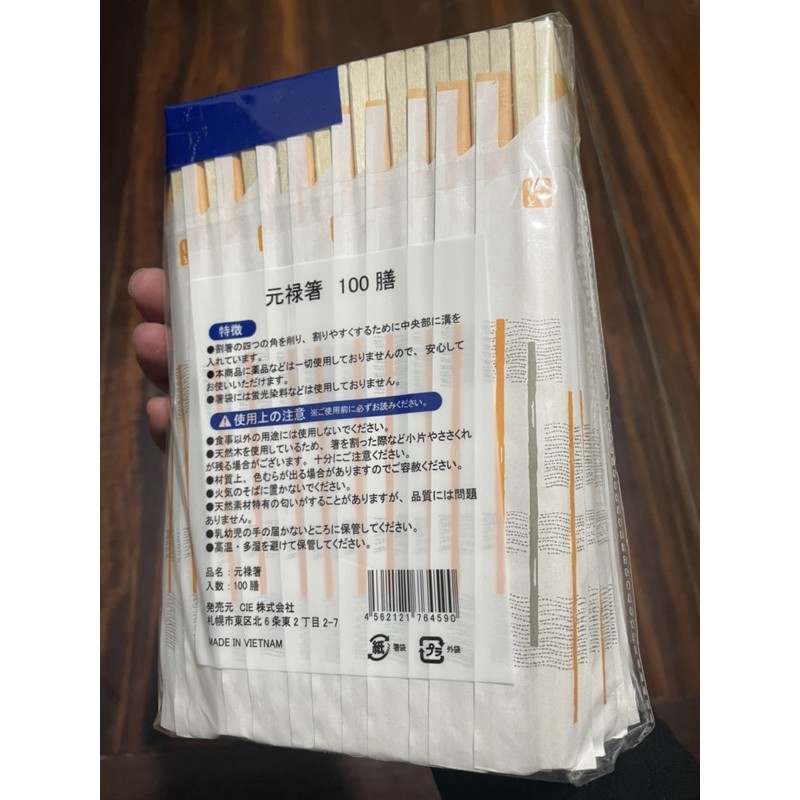 元禄箸 100膳
特徴
●割箸の四つの角を削り、割りやすくするために中央部に溝を
入れています。
●本商品に薬品などは一切使用しておりませんので、安心して
お使いいただけます。
●箸袋には蛍光染料などは使用しておりません。
使用上の注意 ※ご使用前に必ずお読みください。
●食事以外の用途には使用しないでください。
●天然木を使用しているため、箸を割った際など小片やささくれ
が残る場合がございます。十分にご注意ください。
●材質上、色むらが出る場合がありますのでご容赦ください。
●火気のそばに置かないでください。
●天然素材特有の匂いがすることがありますが、品質には問題
ありません。
●乳幼児の手の届かないところに保管してください。
●高温・多湿を避けて保管してください。
品名:元禄箸
入数:100膳
発売元 CIE株式会社
札幌市東区北6条東2丁目2-7
MADE IN VIETNAM
4 562121 764590
紙 箸袋
プラ 外袋